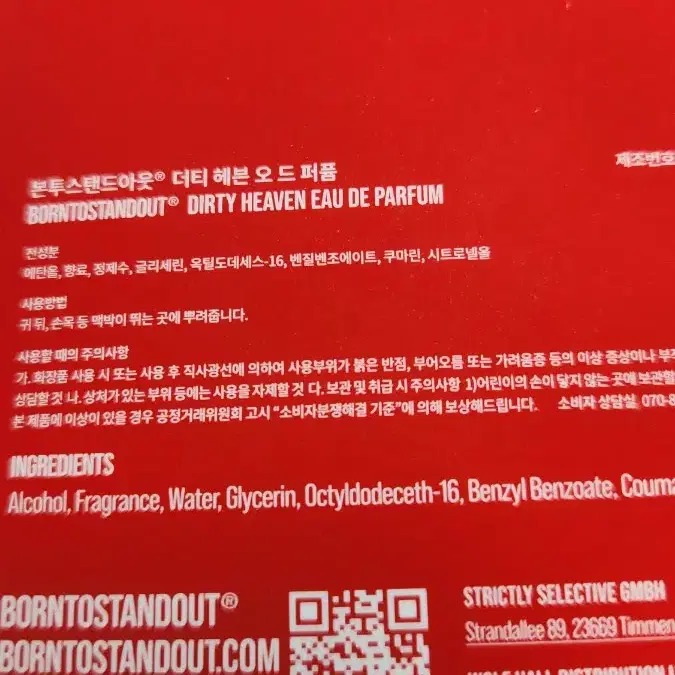 본투스탠드아웃® 더티 헤븐 오 드 퍼퓸
제조번호
BORNTOSTANDOUT® DIRTY HEAVEN EAU DE PARFUM
전성분
에탄올, 향료, 정제수, 글리세린, 옥틸도데세스-16, 벤질벤조에이트, 쿠마린, 시트로넬올
사용방법
귀 뒤, 손목 등 맥박이 뛰는 곳에 뿌려줍니다.
사용할 때의 주의사항
가. 화장품 사용 시 또는 사용 후 직사광선에 의하여 사용부위가 붉은 반점, 부어오름 또는 가려움증 등의 이상 증상이나 부작
상담할 것 나. 상처가 있는 부위 등에는 사용을 자제할 것 다. 보관 및 취급 시 주의사항 1)어린이의 손이 닿지 않는 곳에 보관할
본 제품에 이상이 있을 경우 공정거래위원회 고시 "소비자분쟁해결 기준"에 의해 보상해드립니다. 소비자 상담실 070-8
INGREDIENTS
Alcohol, Fragrance, Water, Glycerin, Octyldodeceth-16, Benzyl Benzoate, Couma
BORNTOSTANDOUT®
BORNTOSTANDOUT.COM
STRICTLY SELECTIVE GMBH
Strandallee 89, 23669 Timmen
WOLF HALL DISTRIBUTION